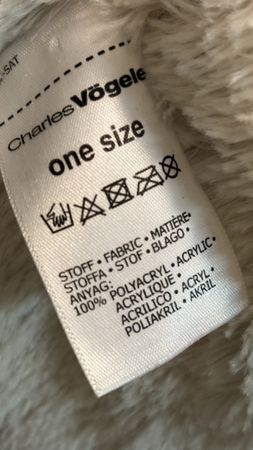 -SAT
Charles Vögele
one size
STOFF • FABRIC • MATIÈRE •
STOFFA • STOF • BLAGO •
ANYAG:
100% POLYACRYL • ACRYLIC •
ACRYLIQUE •
ACRILICO • ACRYL •
POLIAKRIL • AKRIL